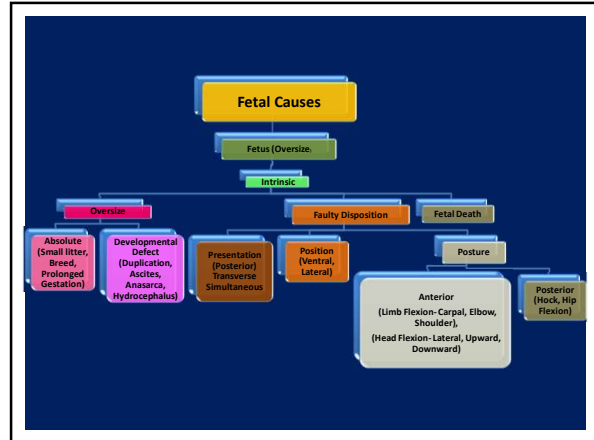 Fetal Causes
Fetus (Oversize,
Intrinsic
Oversize
Faulty Disposition
Fetal Death
Absolute
(Small litter,
Breed,
Prolonged
Gestation)
Developmental
Defect
(Duplication,
Ascites,
Anasarca,
Hydrocephalus)
Presentation
(Posterior)
Transverse
Simultaneous
Position
(Ventral,
Lateral)
Posture
Anterior
(Limb Flexion- Carpal, Elbow,
Shoulder),
(Head Flexion- Lateral, Upward,
Downward)
Posterior
(Hock, Hip
Flexion)